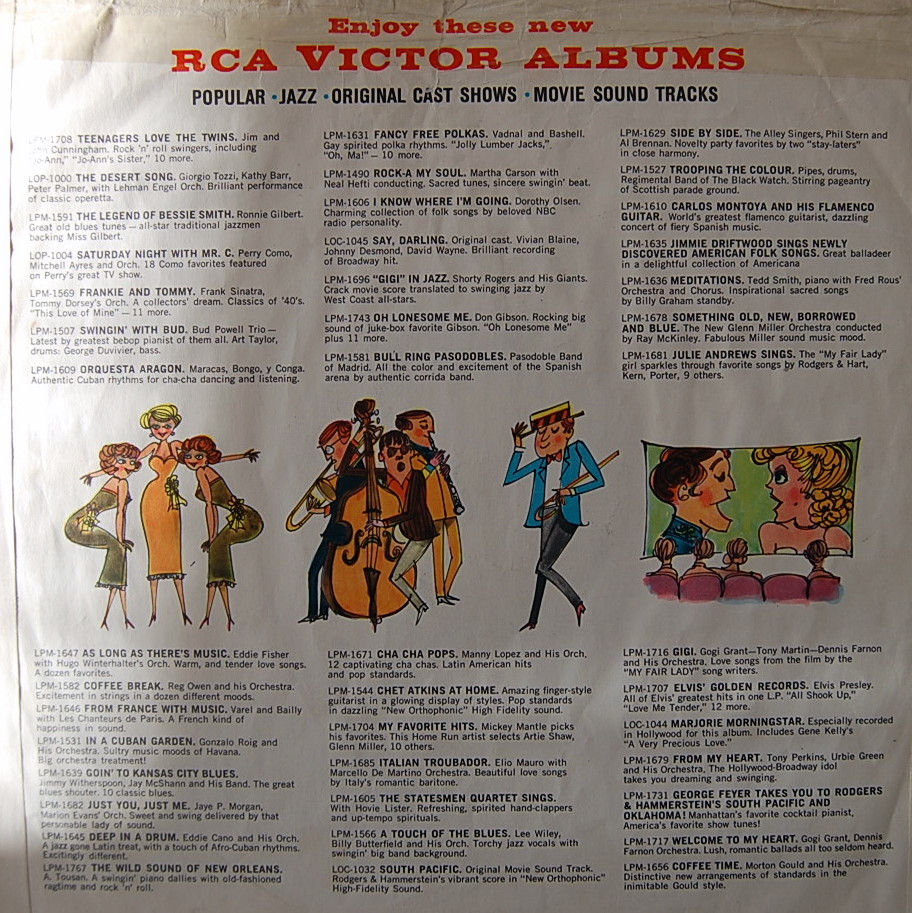 Enjoy these new
RCA VICTOR ALBUMS
POPULAR • JAZZ • ORIGINAL CAST SHOWS • MOVIE SOUND TRACKS
LPM-1708 TEENAGERS LOVE THE TWINS. Jim and
John Cunningham. Rock 'n' roll swingers, including
"Jo-Ann," "Jo-Ann's Sister," 10 more.
LOP-1000 THE DESERT SONG. Giorgio Tozzi, Kathy Barr,
Peter Palmer, with Lehman Engel Orch. Brilliant performance
of classic operetta.
LPM-1591 THE LEGEND OF BESSIE SMITH. Ronnie Gilbert.
Great old blues tunes — all-star traditional jazzmen
backing Miss Gilbert.
LOP-1004 SATURDAY NIGHT WITH MR. C. Perry Como,
Mitchell Ayres and Orch. 18 Como favorites featured
on Perry's great TV show.
LPM-1569 FRANKIE AND TOMMY. Frank Sinatra,
Tommy Dorsey's Orch. A collectors' dream. Classics of '40's.
"This Love of Mine" — 11 more.
LPM-1507 SWINGIN' WITH BUD. Bud Powell Trio —
Latest by greatest bebop pianist of them all. Art Taylor,
drums: George Duvivier, bass.
LPM-1609 ORQUESTA ARAGON. Maracas, Bongo, y Conga.
Authentic Cuban rhythms for cha-cha dancing and listening.
LPM-1631 FANCY FREE POLKAS. Vadnal and Bashell.
Gay spirited polka rhythms. "Jolly Lumber Jacks,".
"Oh, Ma!" — 10 more.
LPM-1490 ROCK-A MY SOUL. Martha Carson with
Neal Hefti conducting. Sacred tunes, sincere swingin' beat.
LPM-1606 I KNOW WHERE I'M GOING. Dorothy Olsen.
Charming collection of folk songs by beloved NBC
radio personality.
LOC-1045 SAY, DARLING. Original cast. Vivian Blaine,
Johnny Desmond, David Wayne. Brilliant recording
of Broadway hit.
LPM-1696 "GIGI" IN JAZZ. Shorty Rogers and His Giants.
Crack movie score translated to swinging jazz by
West Coast all-stars.
LPM-1743 OH LONESOME ME. Don Gibson. Rocking big
sound of juke-box favorite Gibson. "Oh Lonesome Me"
plus 11 more.
LPM-1581 BULL RING PASODOBLES. Pasodoble Band
of Madrid. All the color and excitement of the Spanish
arena by authentic corrida band.
LPM-1629 SIDE BY SIDE. The Alley Singers, Phil Stern and
Al Brennan. Novelty party favorites by two "stay-laters"
in close harmony.
LPM-1527 TROOPING THE COLOUR. Pipes, drums,
Regimental Band of The Black Watch. Stirring pageantry
of Scottish parade ground.
LPM-1610 CARLOS MONTOYA AND HIS FLAMENCO
GUITAR. World's greatest flamenco guitarist, dazzling
concert of fiery Spanish music.
LPM-1635 JIMMIE DRIFTWOOD SINGS NEWLY
DISCOVERED AMERICAN FOLK SONGS. Great balladeer
in a delightful collection of Americana
LPM-1636 MEDITATIONS. Tedd Smith, piano with Fred Rous'
Orchestra and Chorus. Inspirational sacred songs
by Billy Graham standby.
LPM-1678 SOMETHING OLD, NEW, BORROWED
AND BLUE. The New Glenn Miller Orchestra conducted
by Ray McKinley. Fabulous Miller sound music mood.
LPM-1681 JULIE ANDREWS SINGS. The "My Fair Lady"
girl sparkles through favorite songs by Rodgers & Hart,
Kern, Porter, 9 others.
LPM-1647 AS LONG AS THERE'S MUSIC. Eddie Fisher
with Hugo Winterhalter's Orch. Warm, and tender love songs.
A dozen favorites.
LPM-1582 COFFEE BREAK. Reg Owen and his Orchestra.
Excitement in strings in a dozen different moods.
LPM-1646 FROM FRANCE WITH MUSIC. Varel and Bailly
with Les Chanteurs de Paris. A French kind of
happiness in sound.
LPM-1531 IN A CUBAN GARDEN. Gonzalo Roig and
His Orchestra. Sultry music moods of Havana.
Big orchestra treatment!
LPM-1639 GOIN' TO KANSAS CITY BLUES.
Jimmy Witherspoon, Jay McShann and His Band. The great
blues shouter. 10 classic blues.
LPM-1682 JUST YOU, JUST ME. Jaye P. Morgan,
Marion Evans' Orch. Sweet and swing delivered by that
personable lady of sound.
LPM-1645 DEEP IN A DRUM. Eddie Cano and His Orch.
A jazz gone Latin treat, with a touch of Afro-Cuban rhythms.
Excitingly different.
LPM-1767 THE WILD SOUND OF NEW ORLEANS.
A. Tousan. A swingin' piano dallies with old-fashioned
ragtime and rock 'n' roll.
LPM-1671 CHA CHA POPS. Manny Lopez and His Orch,
12 captivating cha chas. Latin American hits
and pop standards.
LPM-1544 CHET ATKINS AT HOME. Amazing finger-style
guitarist in a glowing display of styles. Pop standards
in dazzling "New Orthophonic" High Fidelity sound.
LPM-1704 MY FAVORITE HITS. Mickey Mantle picks
his favorites. This Home Run artist selects Artie Shaw,
Glenn Miller, 10 others.
LPM-1685 ITALIAN TROUBADOR. Elio Mauro with
Marcello De Martino Orchestra. Beautiful love songs
by Italy's romantic baritone.
LPM-1605 THE STATESMEN QUARTET SINGS.
With Hovie Lister. Refreshing, spirited hand-clappers
and up-tempo spirituals.
LPM-1566 A TOUCH OF THE BLUES. Lee Wiley,
Billy Butterfield and His Orch. Torchy jazz vocals with
swingin' big band background.
LOC-1032 SOUTH PACIFIC. Original Movie Sound Track.
Rodgers & Hammerstein's vibrant score in "New Orthophonic"
High-Fidelity Sound.
LPM-1716 GIGI. Gogi Grant—Tony Martin—Dennis Farnon
and His Orchestra. Love songs from the film by the
"MY FAIR LADY" song writers.
LPM-1707 ELVIS' GOLDEN RECORDS. Elvis Presley.
All of Elvis' greatest hits in one L.P. "All Shook Up,"
"Love Me Tender," 12 more.
LOC-1044 MARJORIE MORNINGSTAR. Especially recorded
in Hollywood for this album. Includes Gene Kelly's
"A Very Precious Love."
LPM-1679 FROM MY HEART. Tony Perkins, Urbie Green
and His Orchestra, The Hollywood-Broadway idol
takes you dreaming and swinging.
LPM-1731 GEORGE FEYER TAKES YOU TO RODGERS
& HAMMERSTEIN'S SOUTH PACIFIC AND
OKLAHOMA! Manhattan's favorite cocktail pianist,
America's favorite show tunes!
LPM-1717 WELCOME TO MY HEART. Gogi Grant, Dennis
Farnon Orchestra. Lush, romantic ballads all too seldom heard.
LPM-1656 COFFEE TIME. Morton Gould and His Orchestra.
Distinctive new arrangements of standards in the
inimitable Gould style.